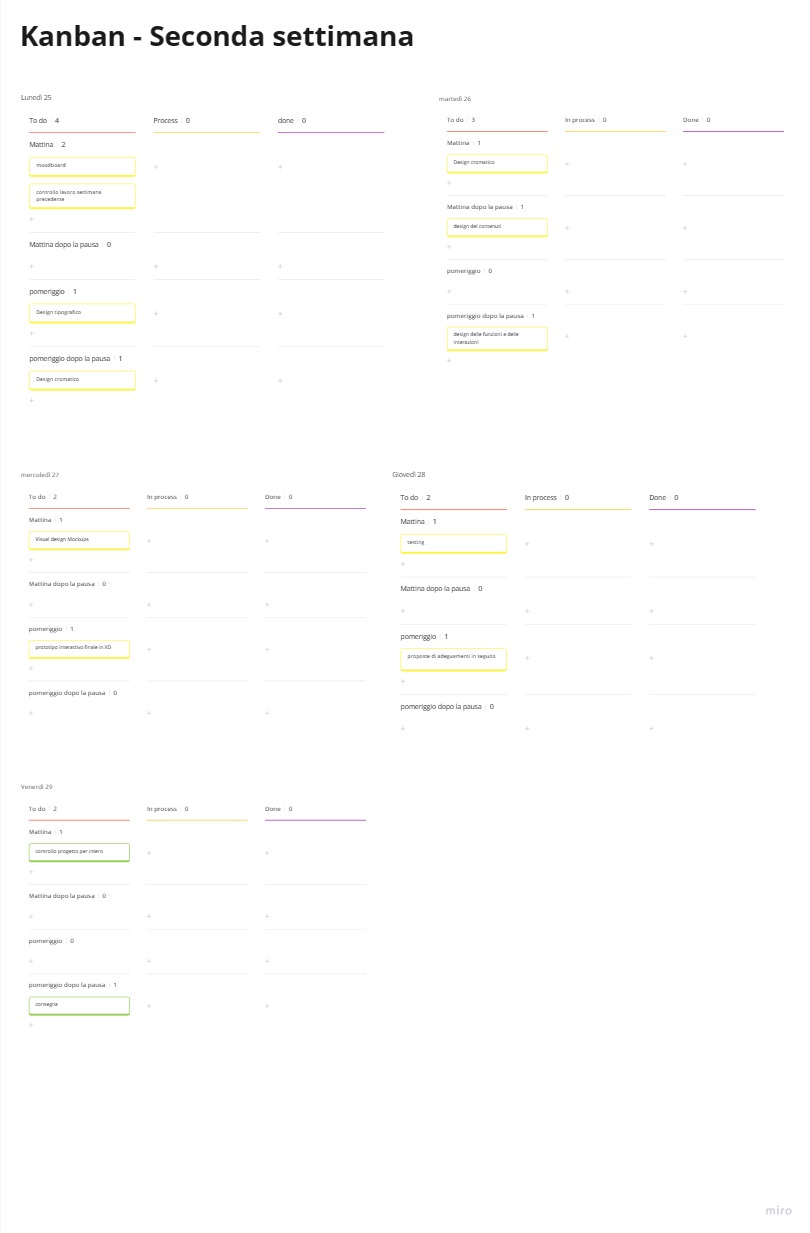 Kanban - Seconda settimana
Lunedì 25
To do 4
Process 0
done 0
Mattina 2
moodboard
controllo lavoro settimana
precedente
+
+
+
Mattina dopo la pausa 0
+
+
+
pomeriggio 1
Design tipografico
+
+
+
pomeriggio dopo la pausa 1
Design cromatico
+
+
+
martedì 26
To do 3
In process 0
Done 0
Mattina 1
Design cromatico
+
+
+
Mattina dopo la pausa 1
design dei contenuti
+
+
+
pomeriggio 0
+
+
+
pomeriggio dopo la pausa 1
design delle funzioni e delle
interazioni
+
+
+
mercoledì 27
To do 2
In process 0
Done 0
Mattina 1
Visual design Mockups
+
+
+
Mattina dopo la pausa 0
+
+
+
pomeriggio 1
prototipo interattivo finale in XD
+
+
+
pomeriggio dopo la pausa 0
+
+
+
Giovedì 28
To do 2
In process 0
Done 0
Mattina 1
testing
+
+
+
Mattina dopo la pausa 0
+
+
+
pomeriggio 1
proposte di adeguamenti in seguito
+
+
+
pomeriggio dopo la pausa 0
+
+
+
Venerdì 29
To do 2
In process 0
Done 0
Mattina 1
controllo progetto per intero
+
+
+
Mattina dopo la pausa 0
+
+
+
pomeriggio 0
+
+
+
pomeriggio dopo la pausa 1
consegna
+
+
+
miro